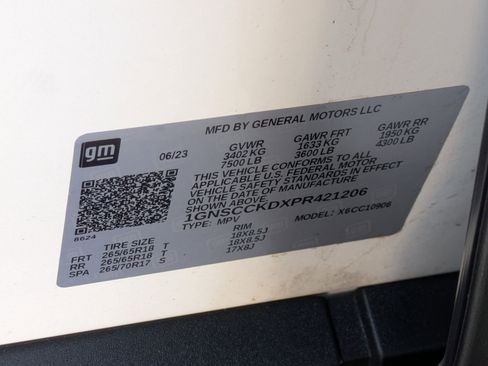 MFD BY GENERAL MOTORS LLC
gm
06/23
GVWR GAWR FRT GAWR RR
3402 KG 1633 KG 1950 KG
7500 LB 3600 LB 4300 LB
THIS VEHICLE CONFORMS TO ALL
APPLICABLE U.S. FEDERAL MOTOR
VEHICLE SAFETY STANDARDS IN EFFECT
ON THE DATE OF MANUFACTURE
SHOWN ABOVE.
1GNSCCKDXPR421206
TYPE: MPV MODEL: X6CC10906
8624
TIRE SIZE RIM
FRT 265/65R18 T 18X8.5J
RR 265/65R18 T 18X8.5J
SPA 265/70R17 S 17X8J